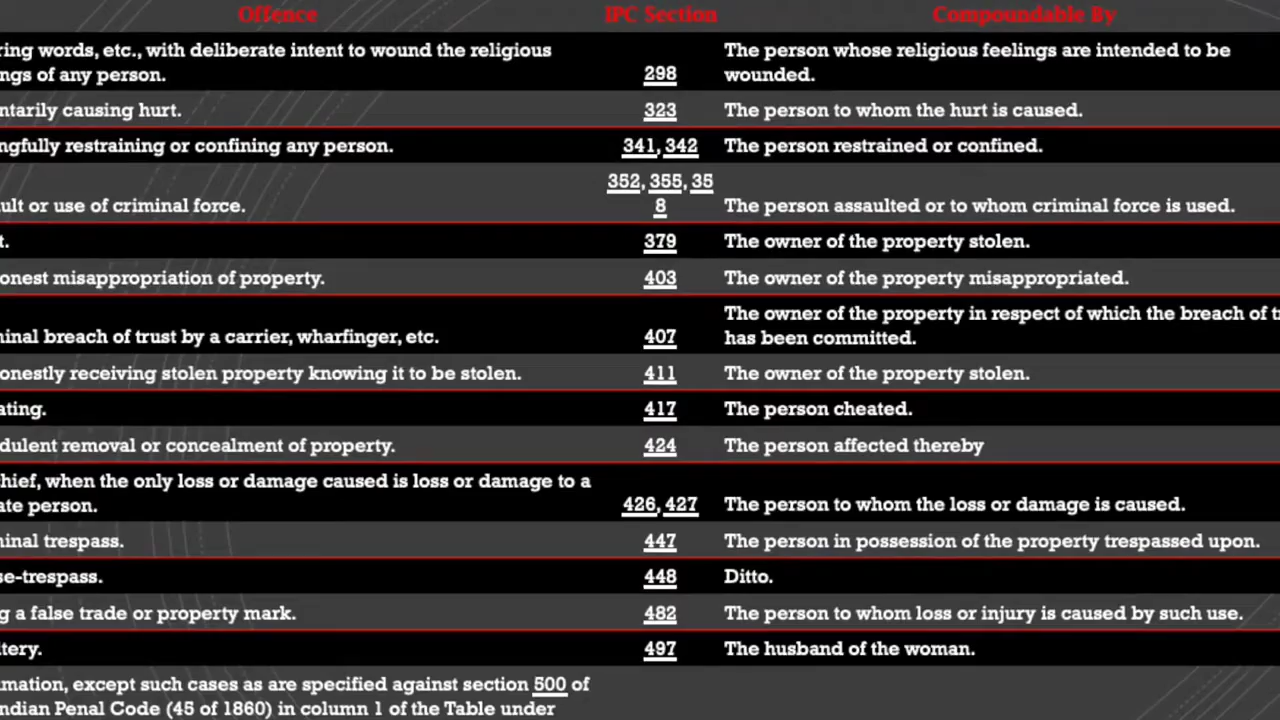 Offence IPC Section Compoundable By
ring words, etc., with deliberate intent to wound the religious The person whose religious feelings are intended to be
ngs of any person. 298 wounded.
ntarily causing hurt. 323 The person to whom the hurt is caused.
ngfully restraining or confining any person. 341, 342 The person restrained or confined.
352, 355, 35
ult or use of criminal force. 8 The person assaulted or to whom criminal force is used.
t. 379 The owner of the property stolen.
onest misappropriation of property. 403 The owner of the property misappropriated.
The owner of the property in respect of which the breach of t
inal breach of trust by a carrier, wharfinger, etc. 407 has been committed.
onestly receiving stolen property knowing it to be stolen. 411 The owner of the property stolen.
ating. 417 The person cheated.
dulent removal or concealment of property. 424 The person affected thereby
hief, when the only loss or damage caused is loss or damage to a
ate person. 426, 427 The person to whom the loss or damage is caused.
inal trespass. 447 The person in possession of the property trespassed upon.
se-trespass. 448 Ditto.
g a false trade or property mark. 482 The person to whom loss or injury is caused by such use.
tery. 497 The husband of the woman.
mation, except such cases as are specified against section 500 of
ndian Penal Code (45 of 1860) in column 1 of the Table under